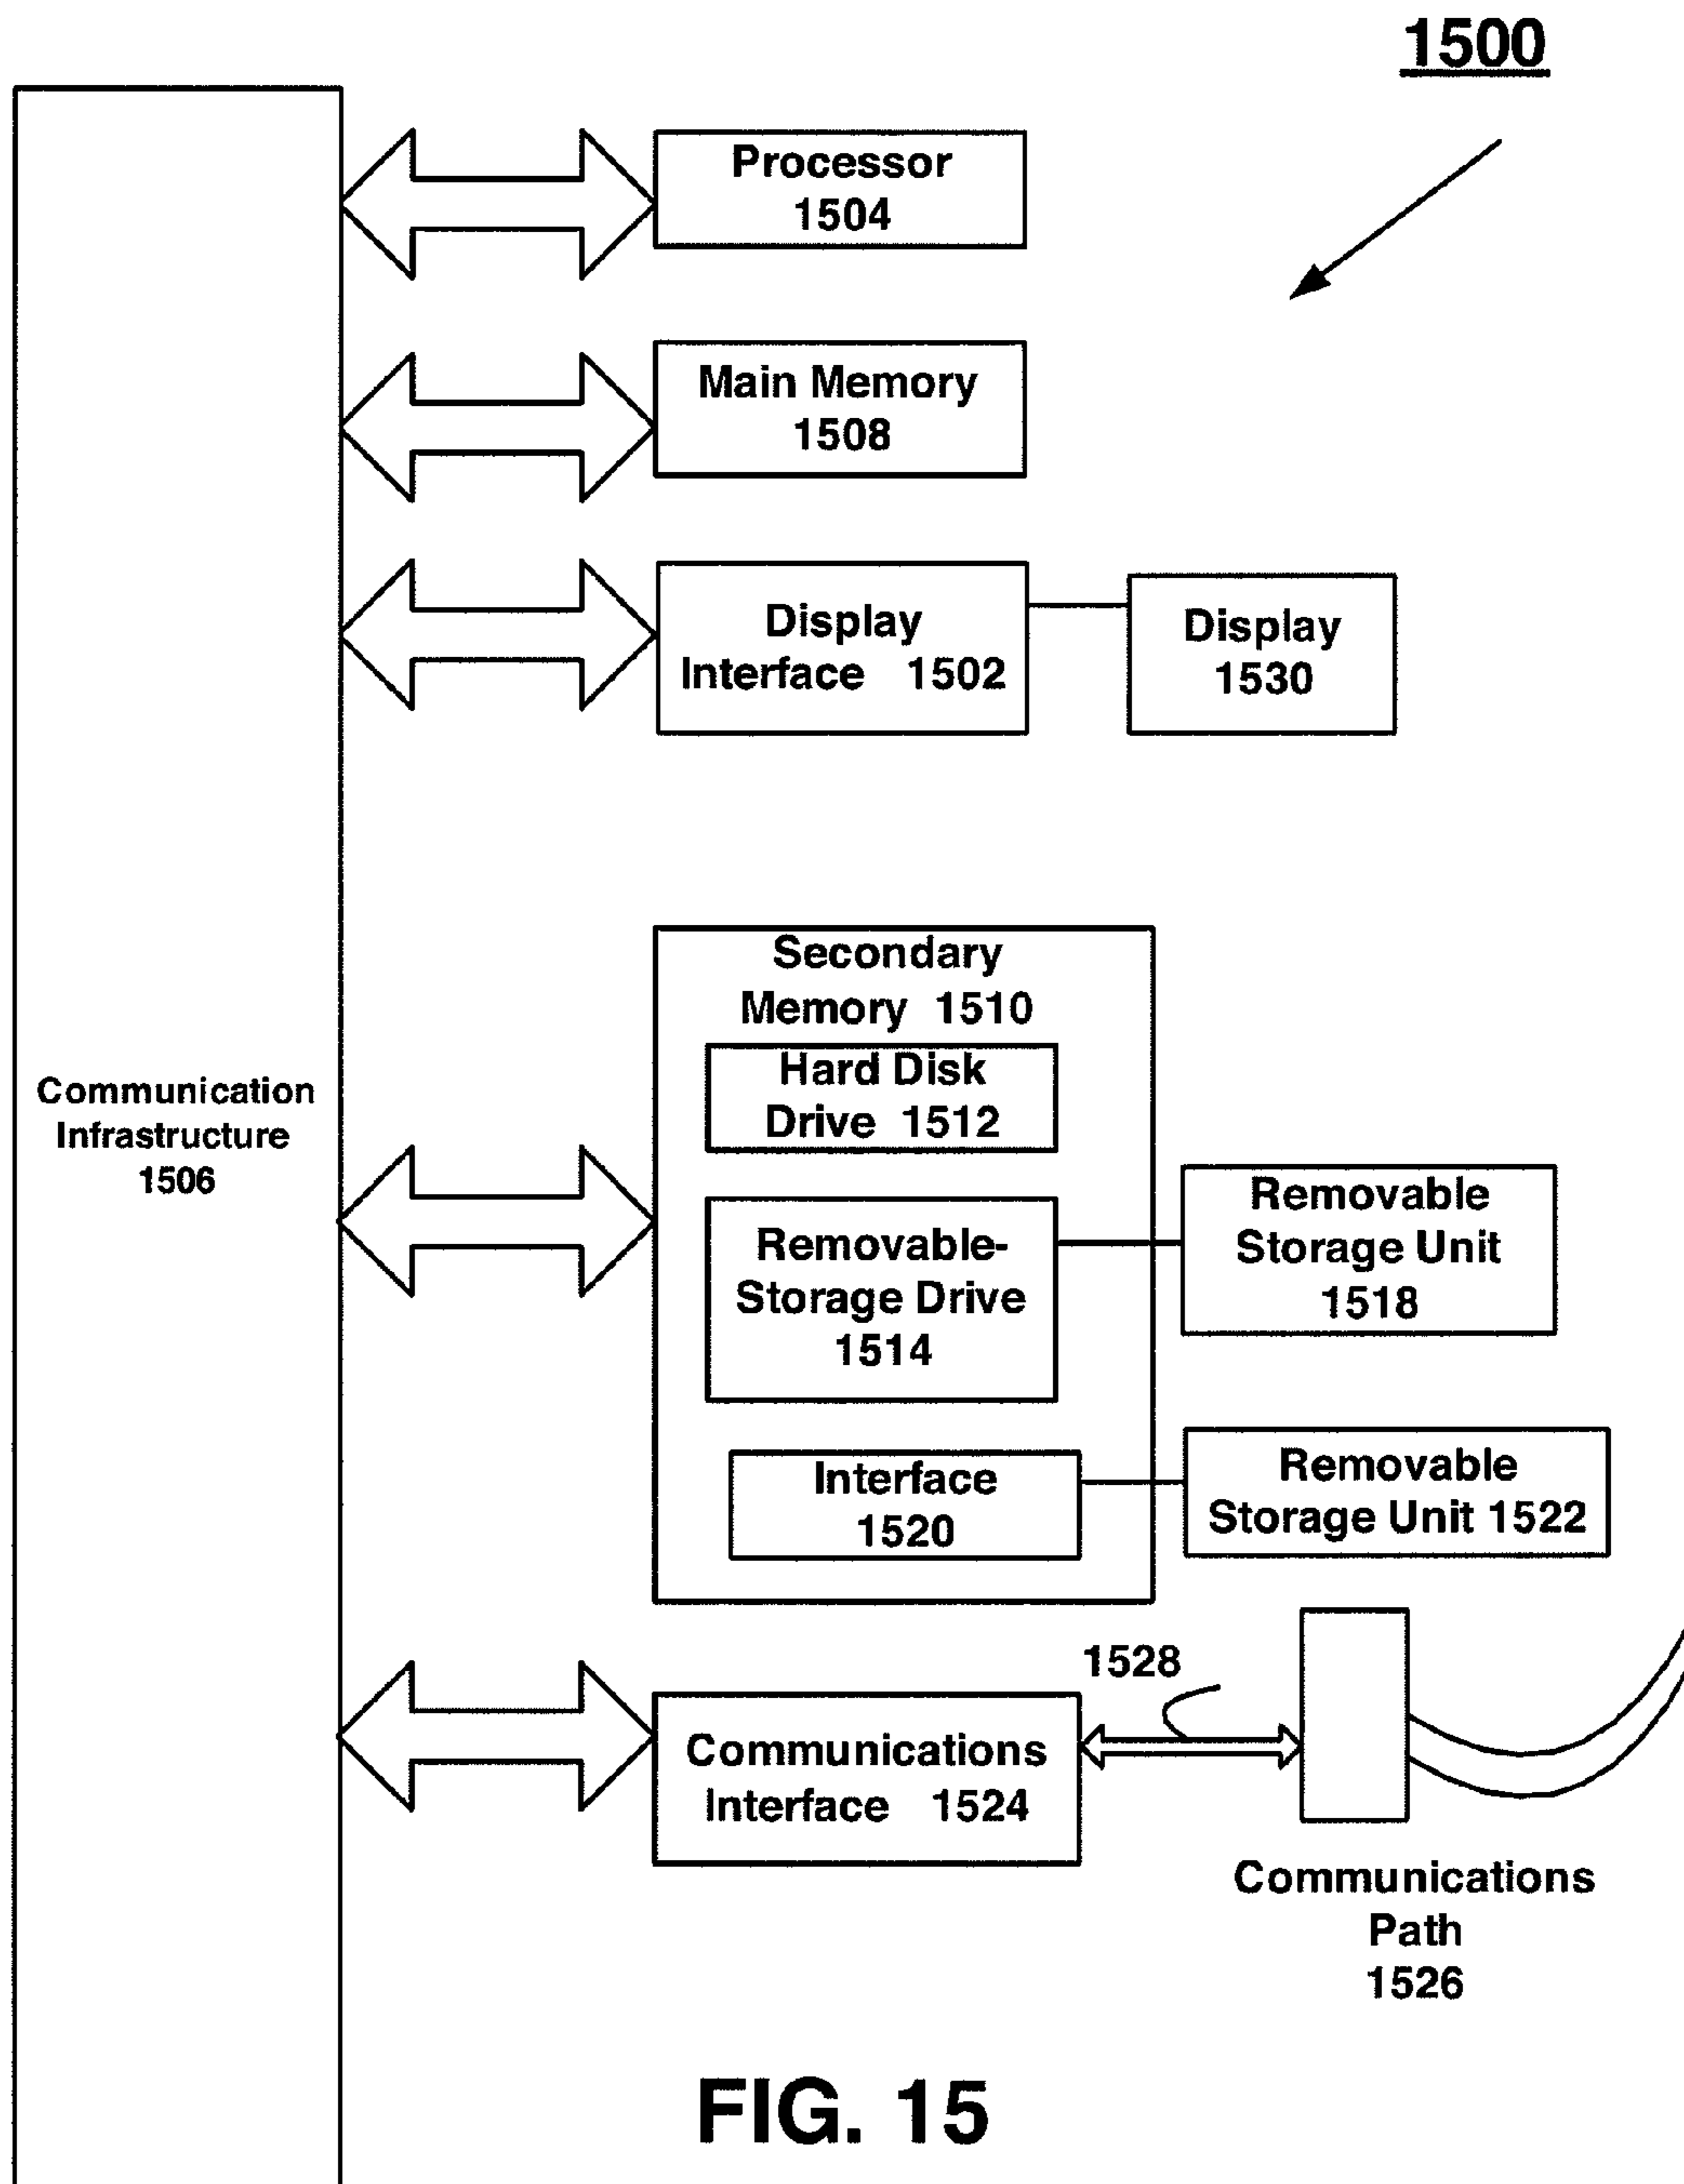 1500
Processor
1504
Main Memory
1508
Display
Interface 1502
Display
1530
Secondary
Memory 1510
Hard Disk
Drive 1512
Communication
Infrastructure
1506
Removable-
Storage Drive
1514
Removable
Storage Unit
1518
Interface
1520
Removable
Storage Unit 1522
1528
Communications
Interface 1524
Communications
Path
1526
FIG. 15